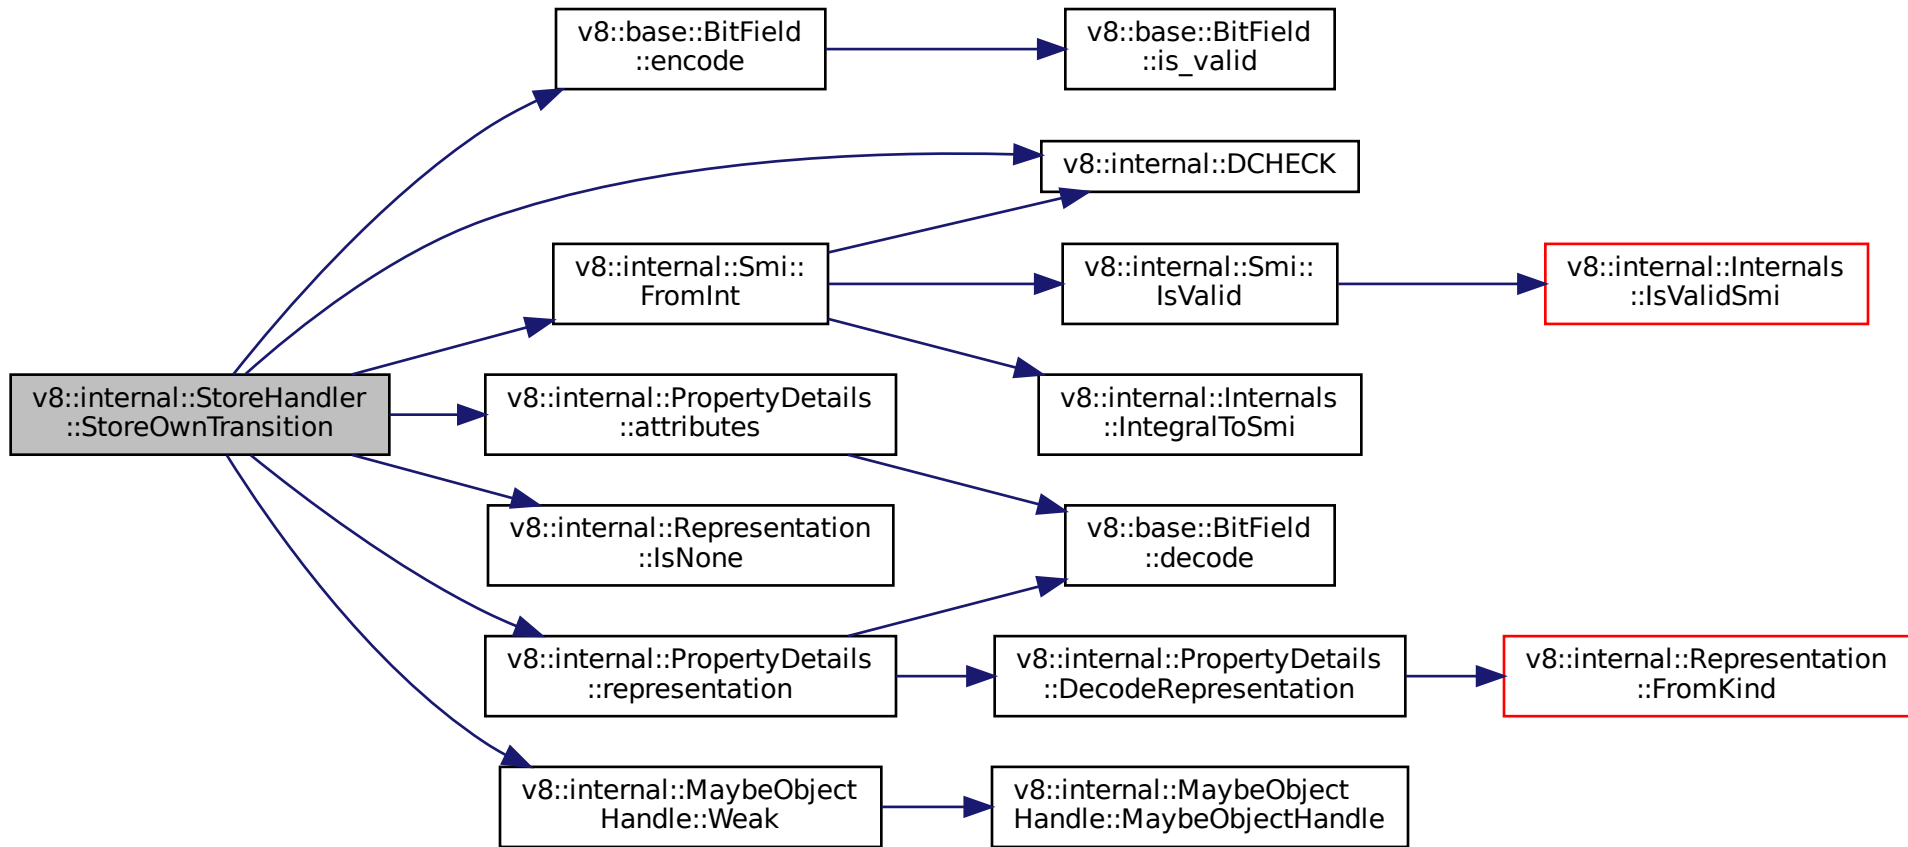 v8::base::BitField
::encode
v8::base::BitField
::is_valid
v8::internal::DCHECK
v8::internal::Smi::
FromInt
v8::internal::Smi::
IsValid
v8::internal::Internals
::IsValidSmi
v8::internal::StoreHandler
::StoreOwnTransition
v8::internal::PropertyDetails
::attributes
v8::internal::Internals
::IntegralToSmi
v8::internal::Representation
::IsNone
v8::base::BitField
::decode
v8::internal::PropertyDetails
::representation
v8::internal::PropertyDetails
::DecodeRepresentation
v8::internal::Representation
::FromKind
v8::internal::MaybeObject
Handle::Weak
v8::internal::MaybeObject
Handle::MaybeObjectHandle